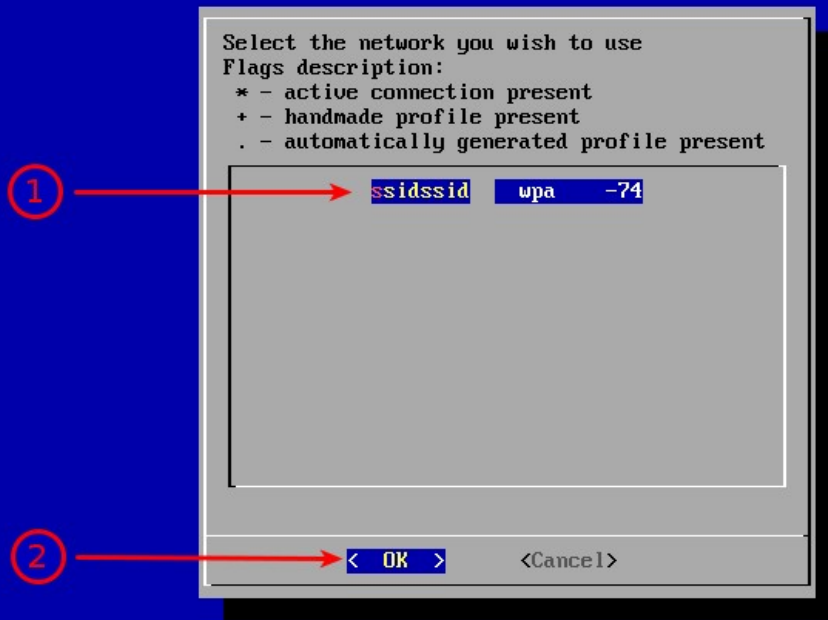 Select the network you wish to use
Flags description:
* - active connection present
+ - handmade profile present
. - automatically generated profile present
1 ssidssid wpa -74
2 < OK > <Cancel>